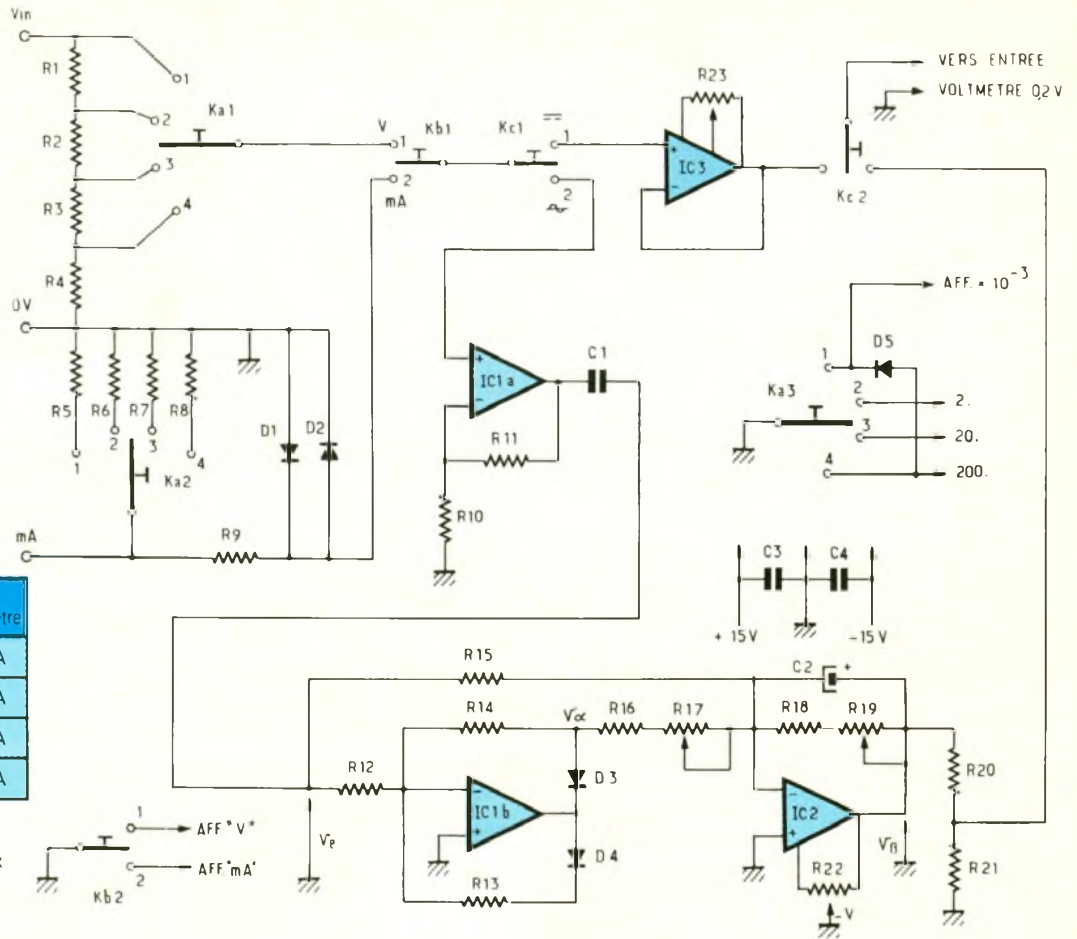 Vin
R1
1
2
Ka1
R2
3
R3
4
R4
0V
V
1
Kb1
Kc1
1
2
mA
2
R23
IC3
VERS ENTREE
VOLTMETRE 0,2 V
Kc2
R5
R6
R7
R8
1
2
3
4
Ka2
D1
D2
mA
R9
IC1a
C1
R11
R10
AFF. × 10⁻³
D5
1
2
Ka3
3
4
2.
20.
200.
C3
C4
+15V
-15V
tre
A
A
A
A
R15
C2
+
R14
Vα
R16
R17
R18
R19
R12
D3
IC1b
D4
R13
Ve
IC2
R22
-V
Vβ
R20
R21
1
AFF "V"
2
AFF "mA"
Kb2